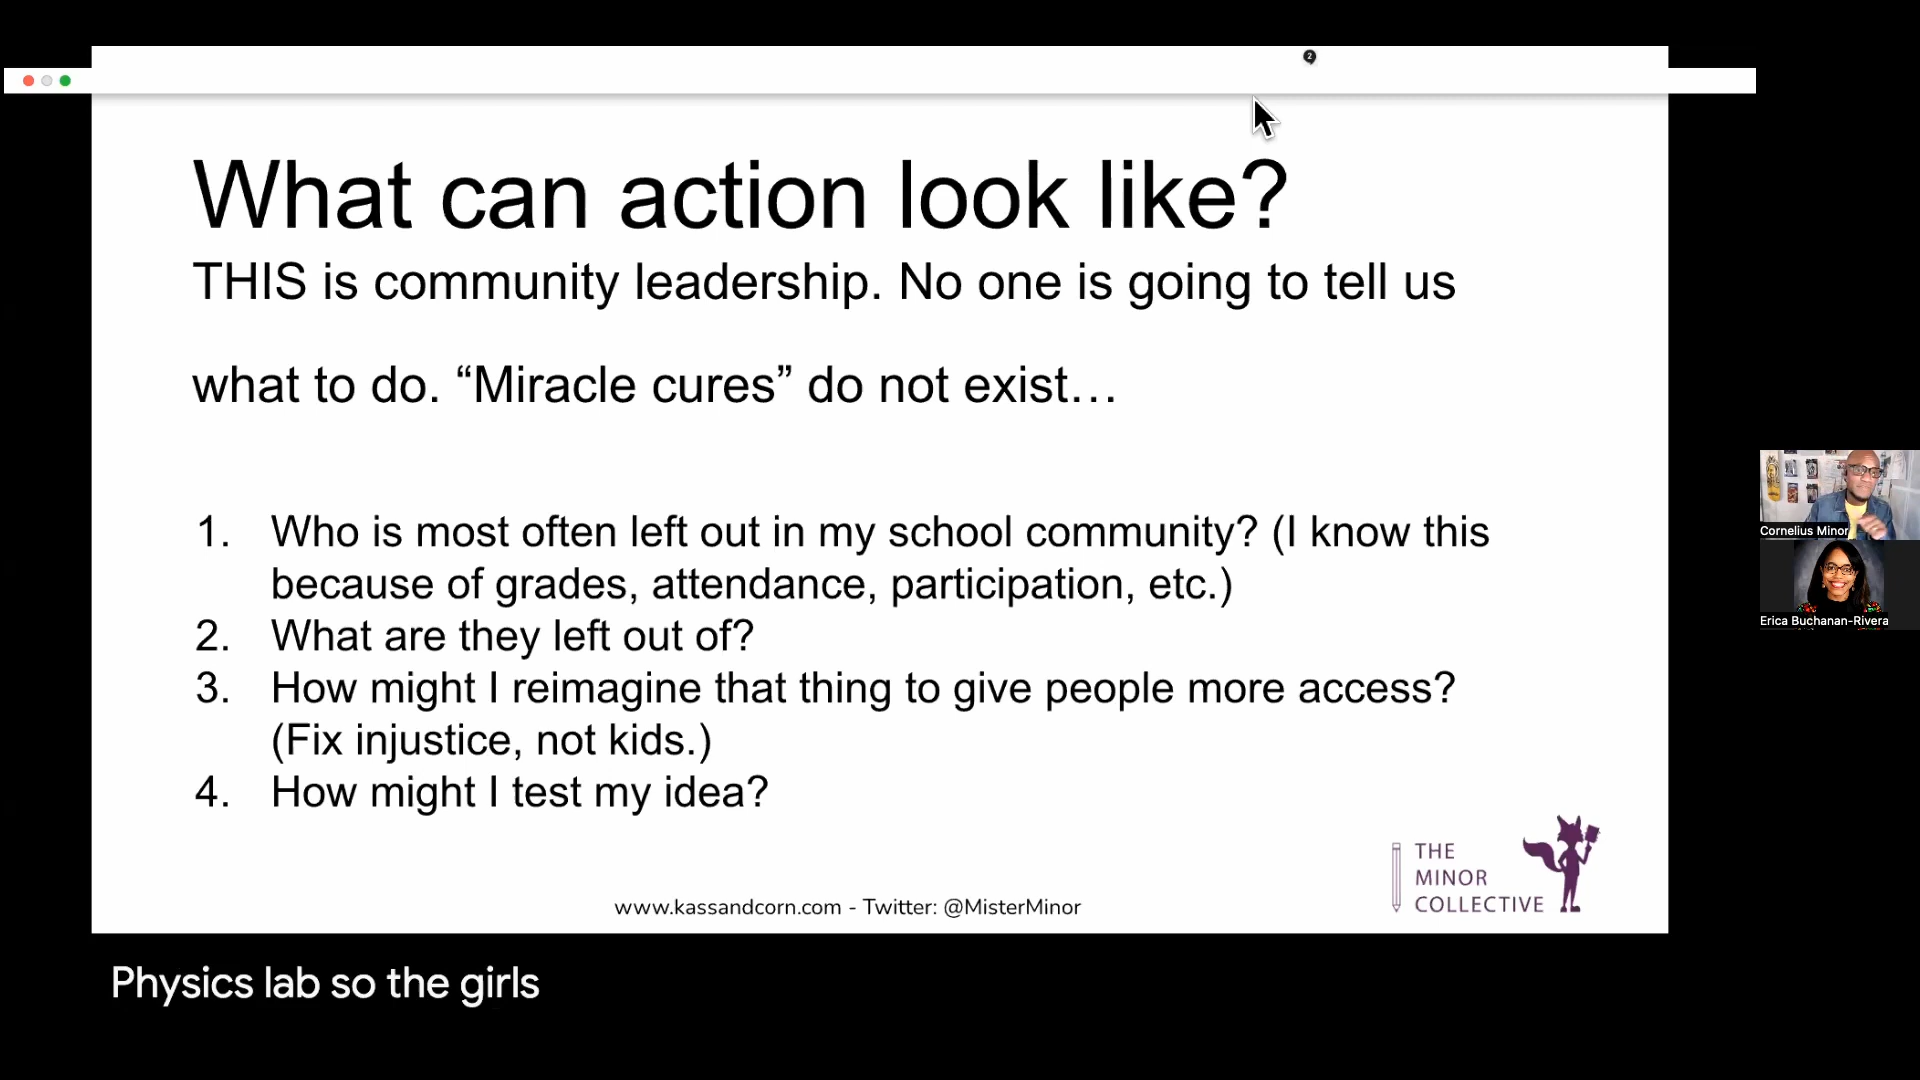 2
What can action look like?
THIS is community leadership. No one is going to tell us
what to do. “Miracle cures” do not exist…
1. Who is most often left out in my school community? (I know this
because of grades, attendance, participation, etc.)
2. What are they left out of?
3. How might I reimagine that thing to give people more access?
(Fix injustice, not kids.)
4. How might I test my idea?
THE
MINOR
COLLECTIVE
www.kassandcorn.com - Twitter: @MisterMinor
Cornelius Minor
Erica Buchanan-Rivera
Physics lab so the girls